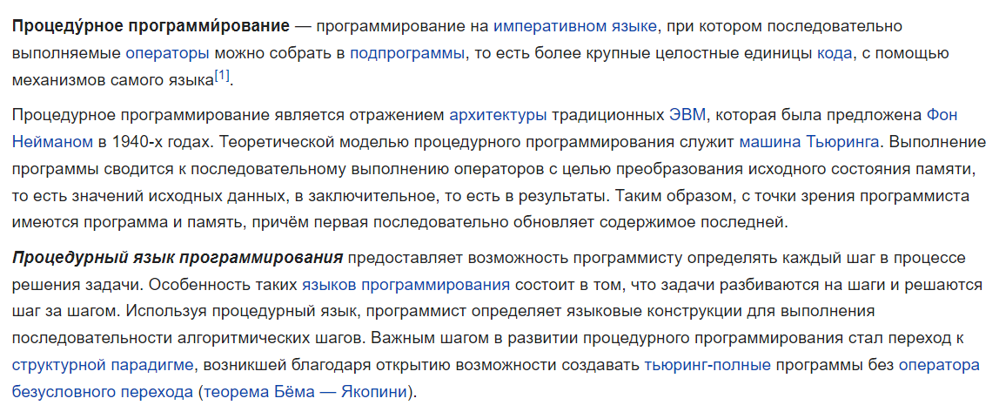 Процеду́рное программи́рование — программирование на императивном языке, при котором последовательно
выполняемые операторы можно собрать в подпрограммы, то есть более крупные целостные единицы кода, с помощью
механизмов самого языка[1].
Процедурное программирование является отражением архитектуры традиционных ЭВМ, которая была предложена Фон
Нейманом в 1940-х годах. Теоретической моделью процедурного программирования служит машина Тьюринга. Выполнение
программы сводится к последовательному выполнению операторов с целью преобразования исходного состояния памяти,
то есть значений исходных данных, в заключительное, то есть в результаты. Таким образом, с точки зрения программиста
имеются программа и память, причём первая последовательно обновляет содержимое последней.
Процедурный язык программирования предоставляет возможность программисту определять каждый шаг в процессе
решения задачи. Особенность таких языков программирования состоит в том, что задачи разбиваются на шаги и решаются
шаг за шагом. Используя процедурный язык, программист определяет языковые конструкции для выполнения
последовательности алгоритмических шагов. Важным шагом в развитии процедурного программирования стал переход к
структурной парадигме, возникшей благодаря открытию возможности создавать тьюринг-полные программы без оператора
безусловного перехода (теорема Бёма — Якопини).